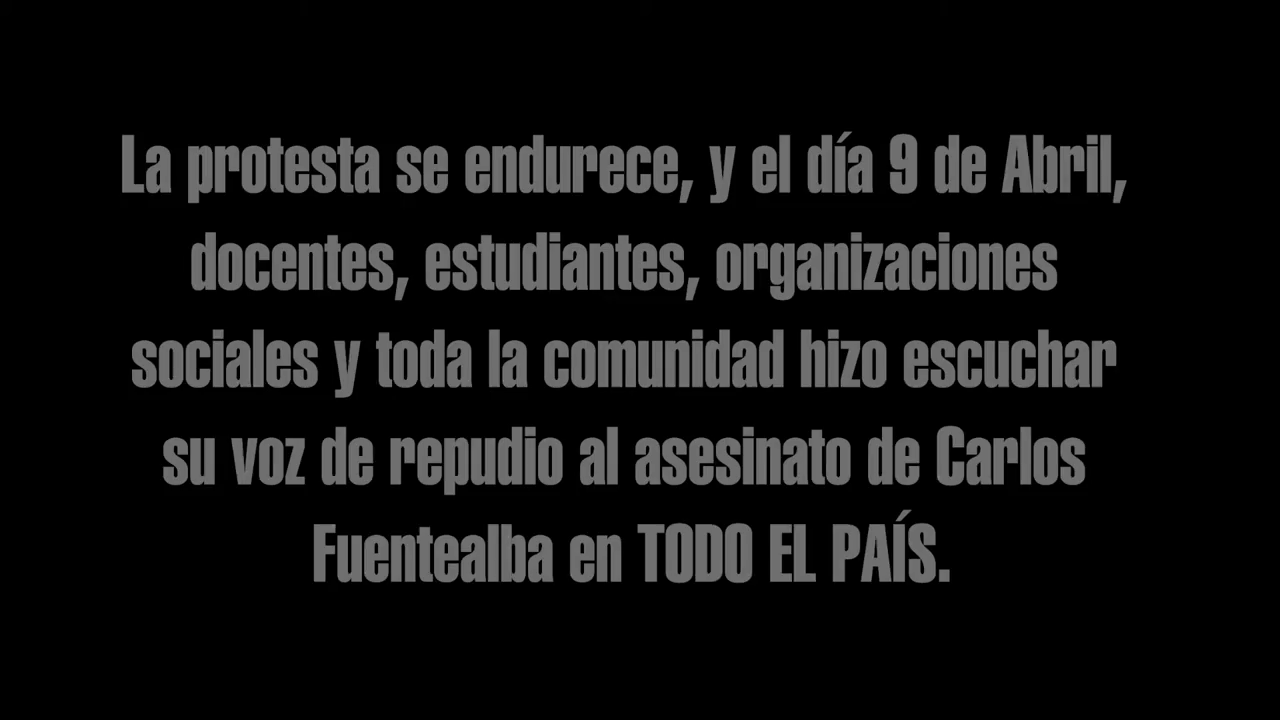 La protesta se endurece, y el día 9 de Abril,
docentes, estudiantes, organizaciones
sociales y toda la comunidad hizo escuchar
su voz de repudio al asesinato de Carlos
Fuentealba en TODO EL PAÍS.